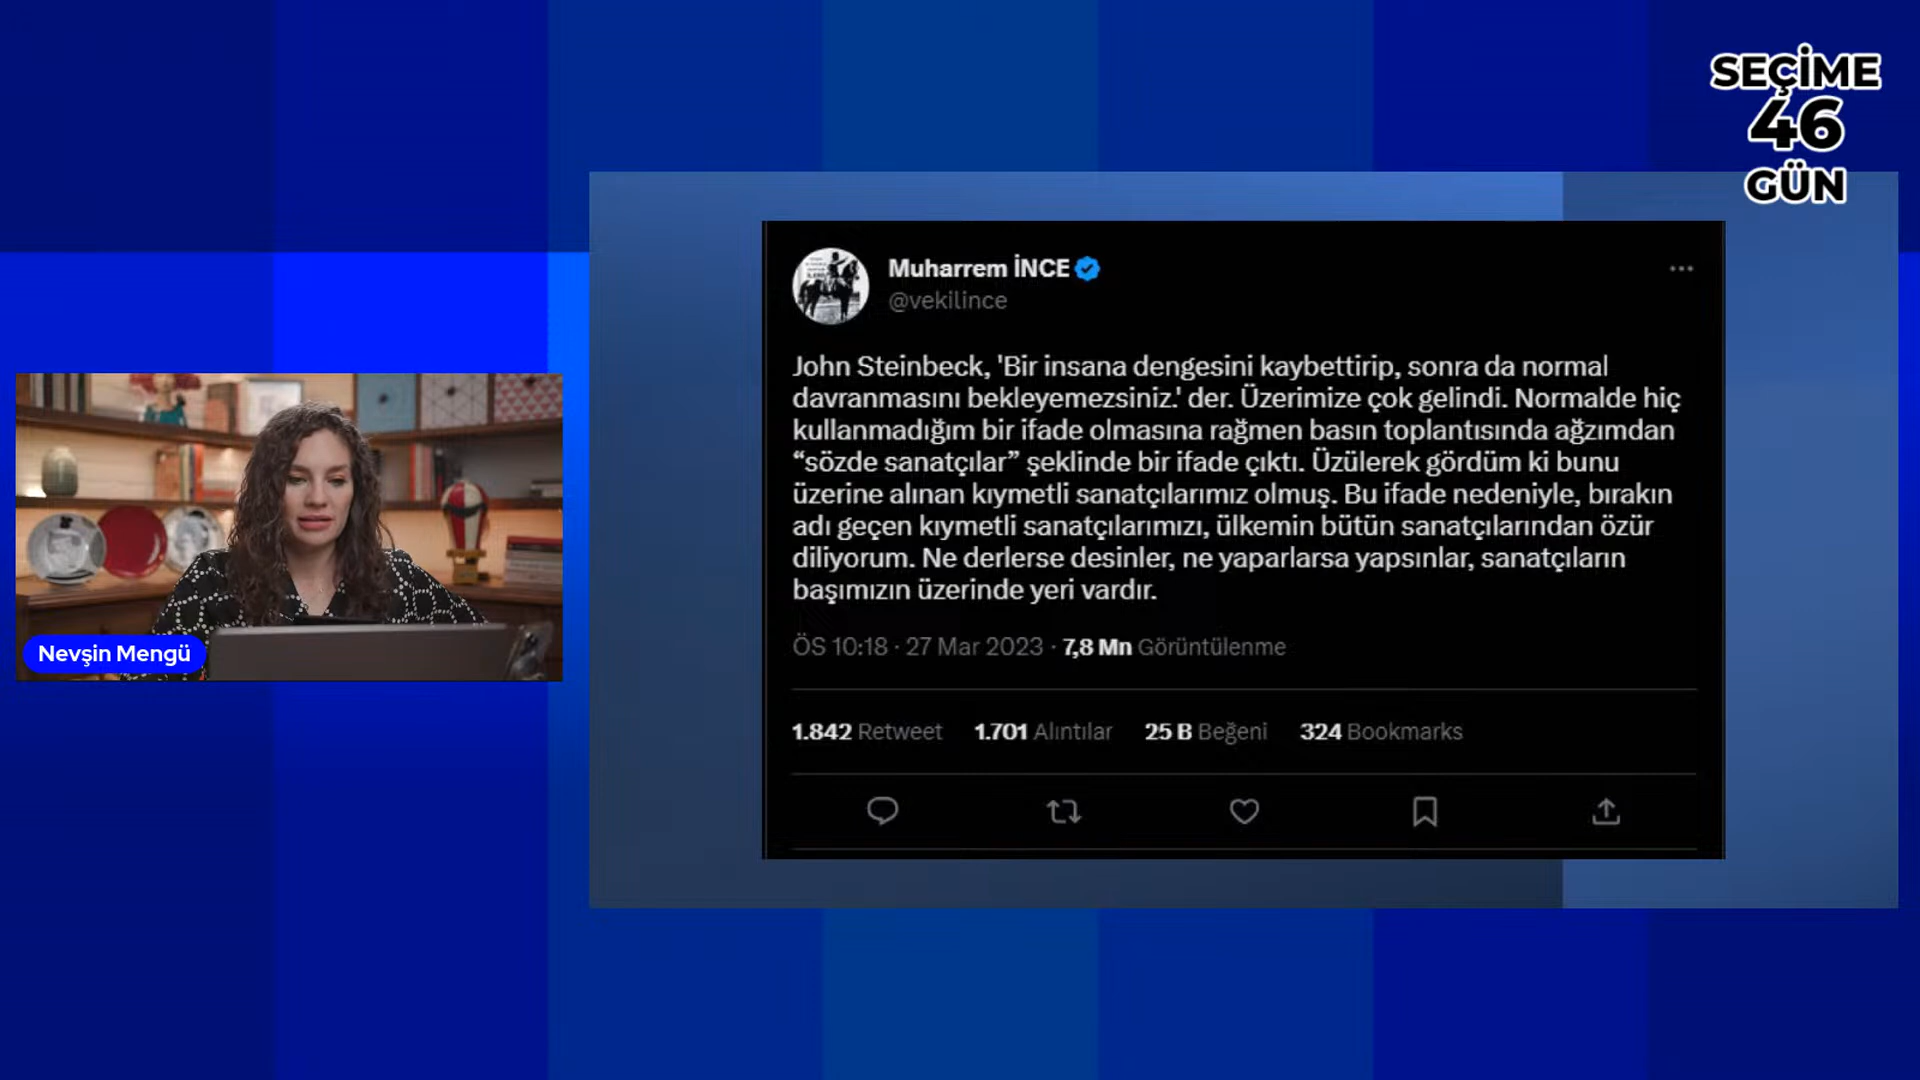 SEÇİME
46
GÜN
Muharrem İNCE
@vekilince
John Steinbeck, 'Bir insana dengesini kaybettirip, sonra da normal
davranmasını bekleyemezsiniz.' der. Üzerimize çok gelindi. Normalde hiç
kullanmadığım bir ifade olmasına rağmen basın toplantısında ağzımdan
“sözde sanatçılar” şeklinde bir ifade çıktı. Üzülerek gördüm ki bunu
üzerine alınan kıymetli sanatçılarımız olmuş. Bu ifade nedeniyle, bırakın
adı geçen kıymetli sanatçılarımızı, ülkemin bütün sanatçılarından özür
diliyorum. Ne derlerse desinler, ne yaparlarsa yapsınlar, sanatçıların
başımızın üzerinde yeri vardır.
ÖS 10:18 · 27 Mar 2023 · 7,8 Mn Görüntülenme
1.842 Retweet 1.701 Alıntılar 25 B Beğeni 324 Bookmarks
Nevşin Mengü